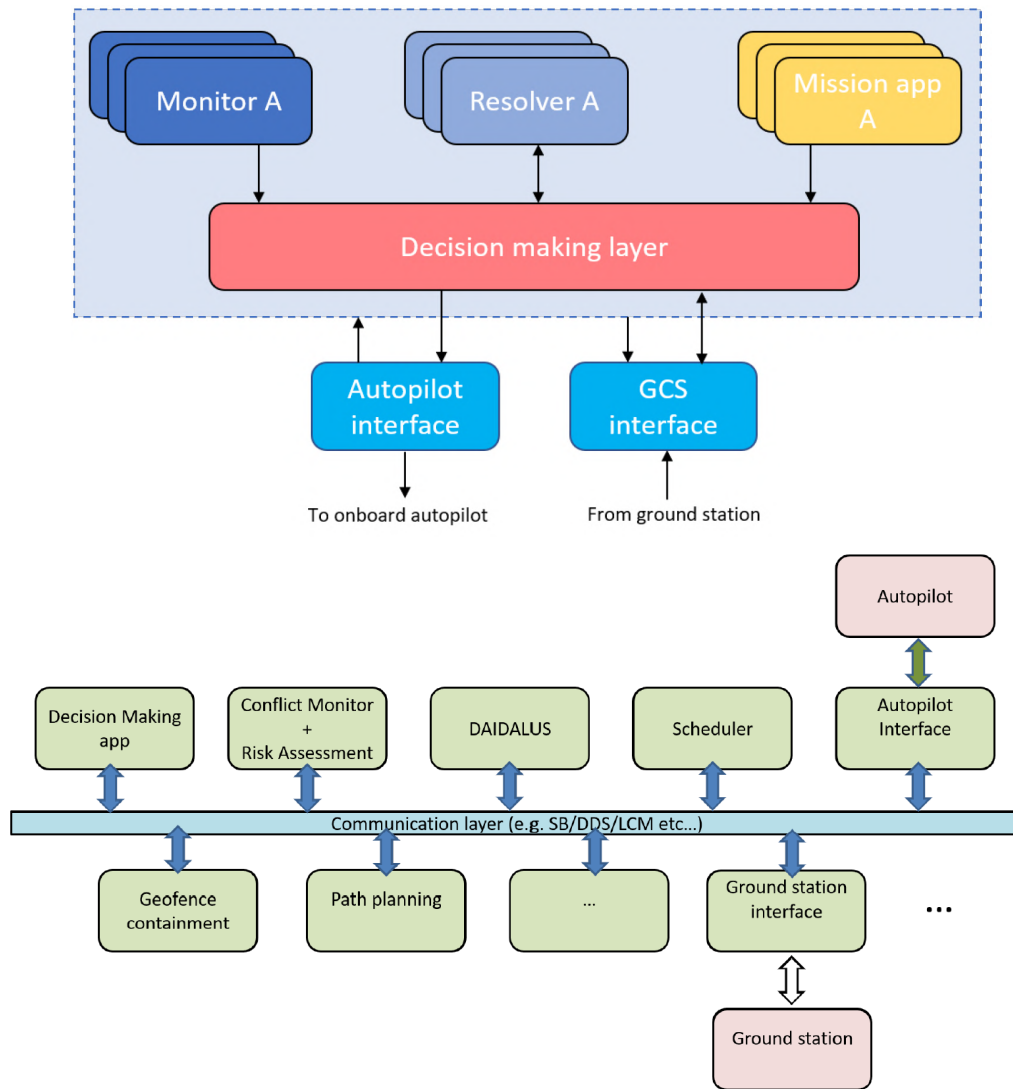 Monitor A
Resolver A
Mission app
A
Decision making layer
Autopilot
interface
GCS
interface
To onboard autopilot
From ground station
Autopilot
Decision Making
app
Conflict Monitor
+
Risk Assessment
DAIDALUS
Scheduler
Autopilot
Interface
Communication layer (e.g. SB/DDS/LCM etc...)
Geofence
containment
Path planning
...
Ground station
interface
...
Ground station